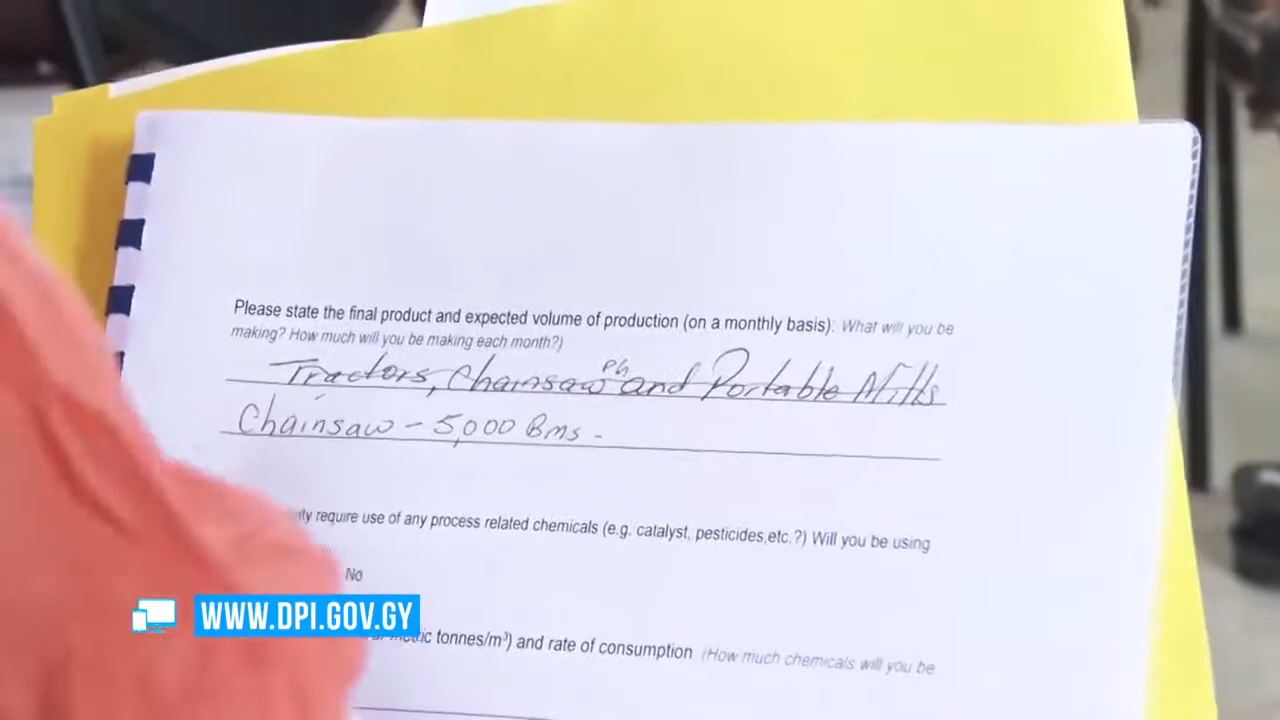 Please state the final product and expected volume of production (on a monthly basis): What will you be
making? How much will you be making each month?)
Ph
Tractors, Chainsaw and Portable Mills
Chainsaw - 5,000 Bms -
require use of any process related chemicals (e.g. catalyst, pesticides,etc.?) Will you be using
No
WWW.DPI.GOV.GY
tonnes/m³) and rate of consumption (How much chemicals will you be